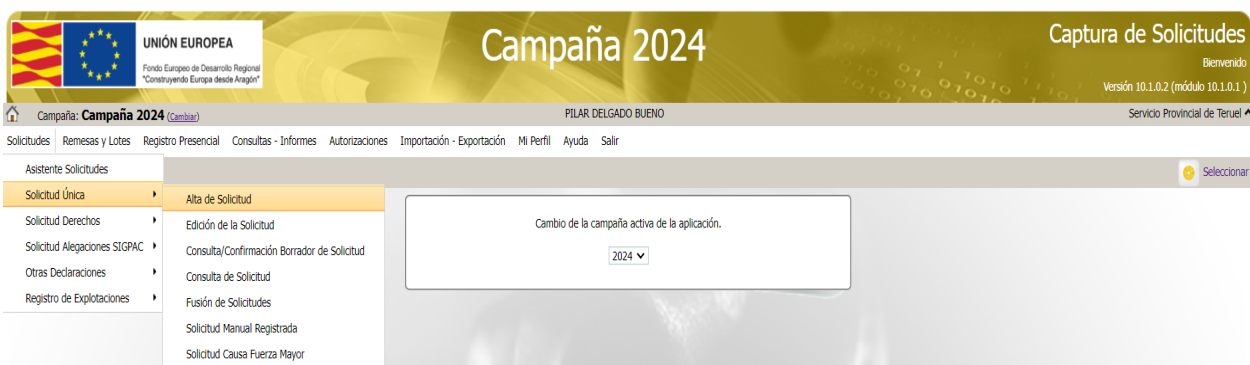 UNIÓN EUROPEA
Fondo Europeo de Desarrollo Regional
"Construyendo Europa desde Aragón"
Campaña 2024
Captura de Solicitudes
Bienvenido
Versión 10.1.0.2 (módulo 10.1.0.1 )
Campaña: Campaña 2024 (Cambiar)
PILAR DELGADO BUENO
Servicio Provincial de Teruel
Solicitudes Remesas y Lotes Registro Presencial Consultas - Informes Autorizaciones Importación - Exportación Mi Perfil Ayuda Salir
Seleccionar
Asistente Solicitudes
Solicitud Única
Solicitud Derechos
Solicitud Alegaciones SIGPAC
Otras Declaraciones
Registro de Explotaciones
Alta de Solicitud
Edición de la Solicitud
Consulta/Confirmación Borrador de Solicitud
Consulta de Solicitud
Fusión de Solicitudes
Solicitud Manual Registrada
Solicitud Causa Fuerza Mayor
Cambio de la campaña activa de la aplicación.
2024